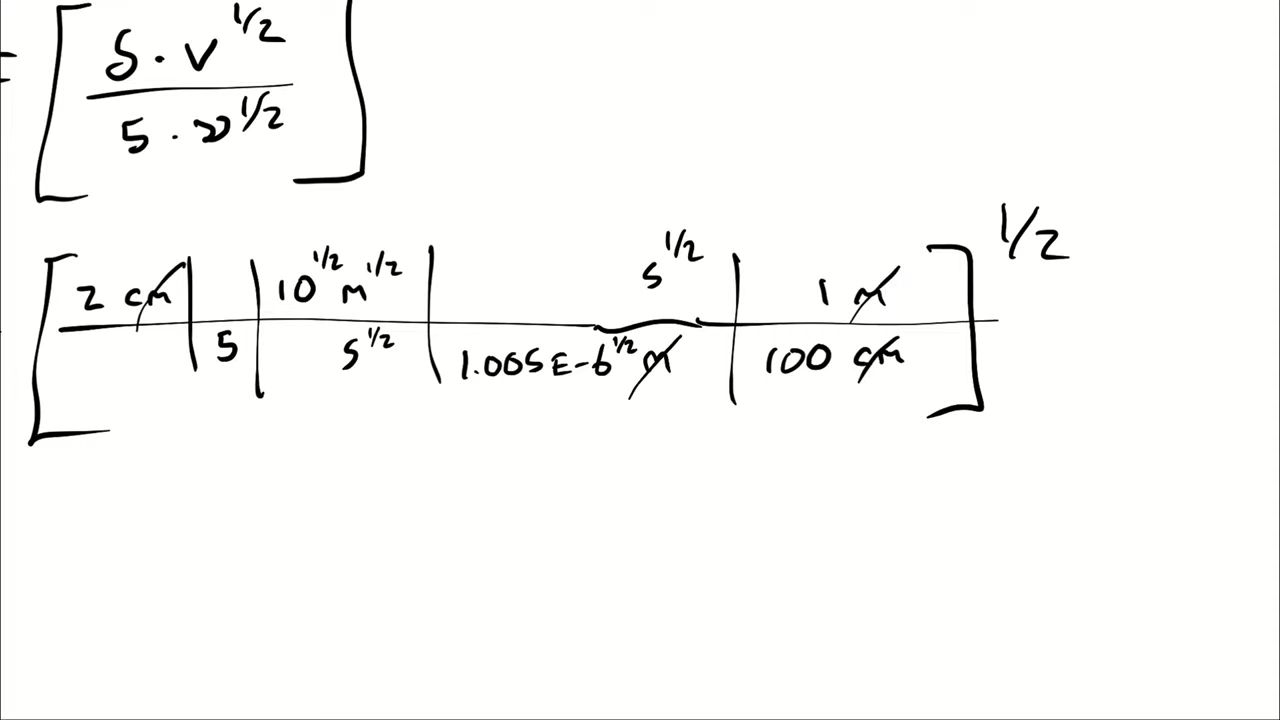 = [ δ · v^1/2 / 5 · ν^1/2 ]
[ 2 cm | 10^1/2 m^1/2 | s^1/2 | 1 m ]^1/2
5 | s^1/2 | 1.005E-6^1/2 m | 100 cm